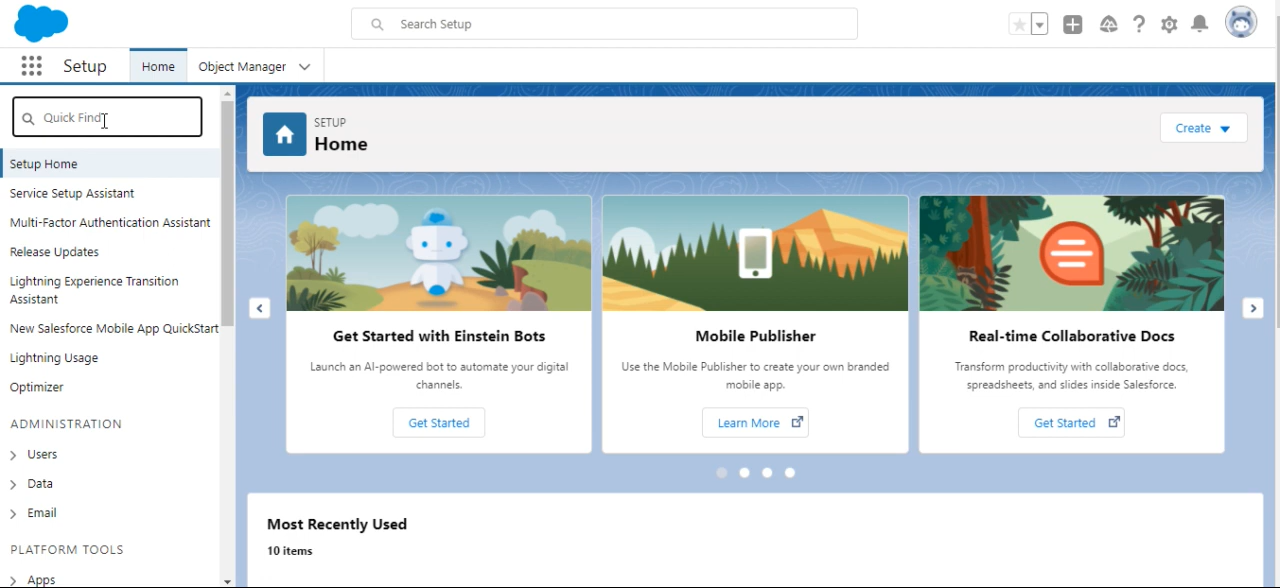 Search Setup
Setup
Home
Object Manager
Quick Find
Setup Home
Service Setup Assistant
Multi-Factor Authentication Assistant
Release Updates
Lightning Experience Transition
Assistant
New Salesforce Mobile App QuickStart
Lightning Usage
Optimizer
ADMINISTRATION
Users
Data
Email
PLATFORM TOOLS
Apps
SETUP
Home
Create
Get Started with Einstein Bots
Launch an AI-powered bot to automate your digital
channels.
Get Started
Mobile Publisher
Use the Mobile Publisher to create your own branded
mobile app.
Learn More
Real-time Collaborative Docs
Transform productivity with collaborative docs,
spreadsheets, and slides inside Salesforce.
Get Started
Most Recently Used
10 items